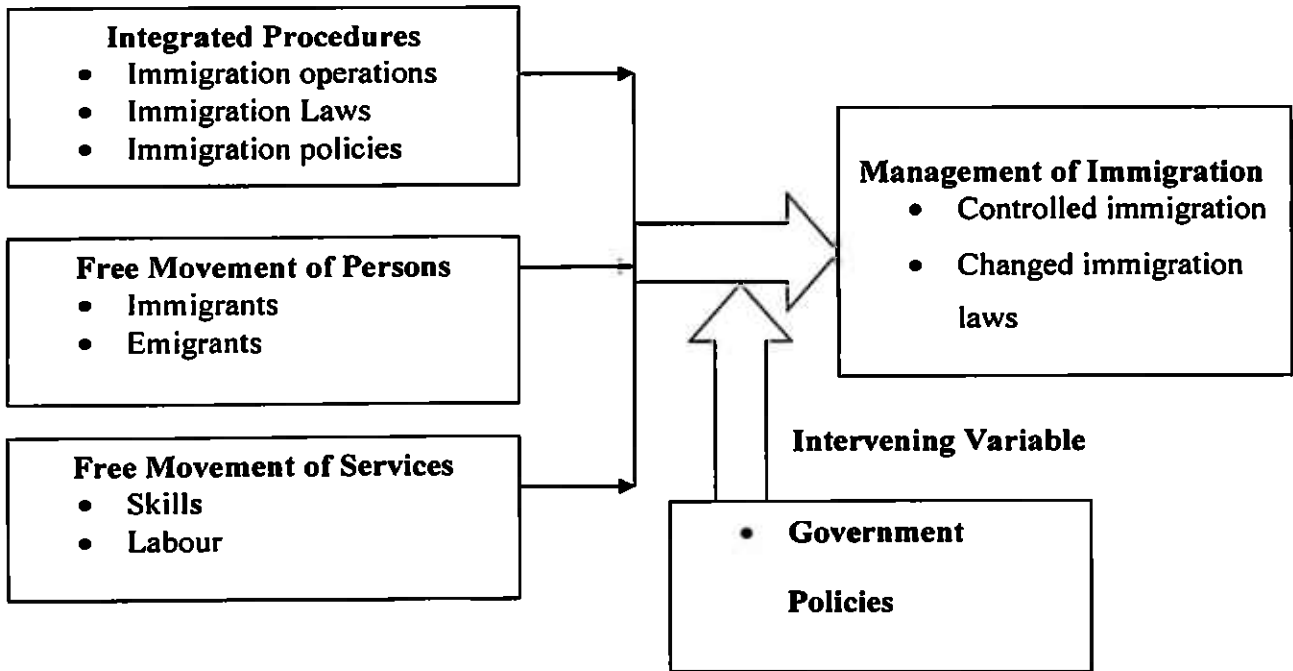 Integrated Procedures
• Immigration operations
• Immigration Laws
• Immigration policies
Free Movement of Persons
• Immigrants
• Emigrants
Free Movement of Services
• Skills
• Labour
Management of Immigration
• Controlled immigration
• Changed immigration
laws
Intervening Variable
• Government
Policies